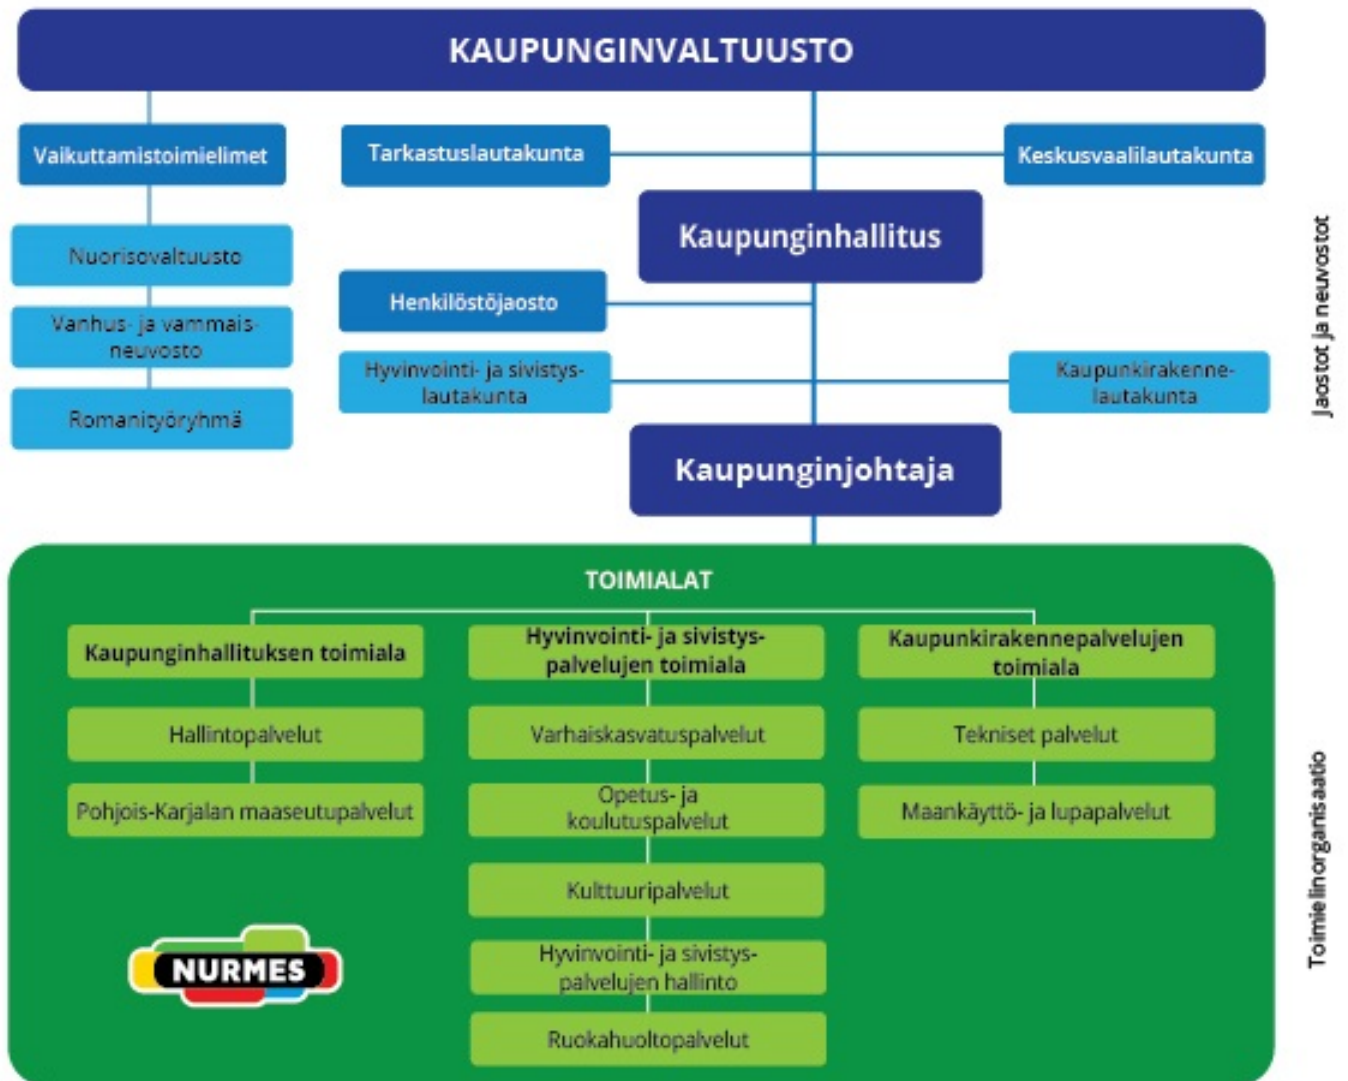 KAUPUNGINVALTUUSTO
Vaikuttamistoimielimet
Tarkastuslautakunta
Keskusvaalilautakunta
Kaupunginhallitus
Nuorisovaltuusto
Vanhus- ja vammais-
neuvosto
Romanityöryhmä
Henkilöstöjaosto
Hyvinvointi- ja sivistys-
lautakunta
Kaupunkirakenne-
lautakunta
Kaupunginjohtaja
Jaostot ja neuvostot
TOIMIALAT
Kaupunginhallituksen toimiala
Hallintopalvelut
Pohjois-Karjalan maaseutupalvelut
Hyvinvointi- ja sivistys-
palvelujen toimiala
Varhaiskasvatuspalvelut
Opetus- ja
koulutuspalvelut
Kulttuuripalvelut
Hyvinvointi- ja sivistys-
palvelujen hallinto
Ruokahuoltopalvelut
Kaupunkirakennepalvelujen
toimiala
Tekniset palvelut
Maankäyttö- ja lupapalvelut
NURMES
Toimielinorganisaatio